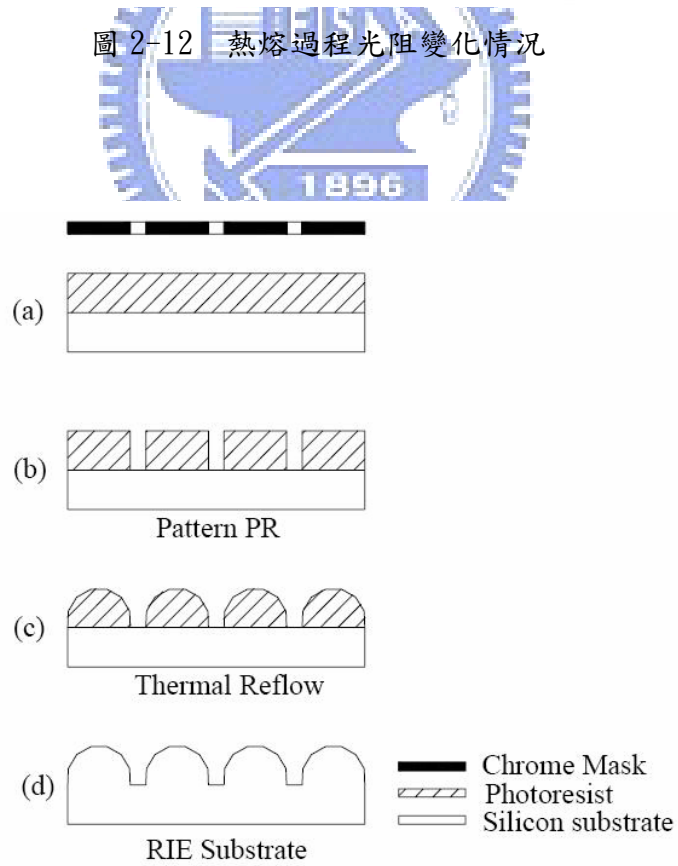 圖 2-12 熱熔過程光阻變化情況
1896
(a)
(b)
Pattern PR
(c)
Thermal Reflow
(d)
Chrome Mask
Photoresist
Silicon substrate
RIE Substrate